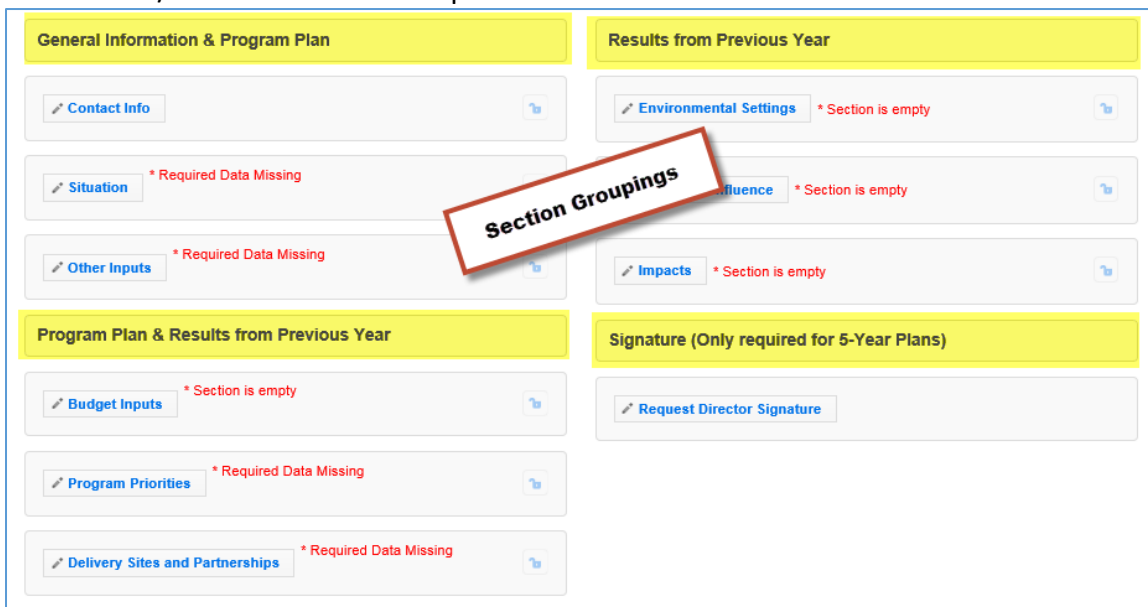 General Information & Program Plan
Contact Info
Situation * Required Data Missing
Other Inputs * Required Data Missing
Program Plan & Results from Previous Year
Budget Inputs * Section is empty
Program Priorities * Required Data Missing
Delivery Sites and Partnerships * Required Data Missing
Results from Previous Year
Environmental Settings * Section is empty
* Section is empty
Impacts * Section is empty
Signature (Only required for 5-Year Plans)
Request Director Signature
Section Groupings